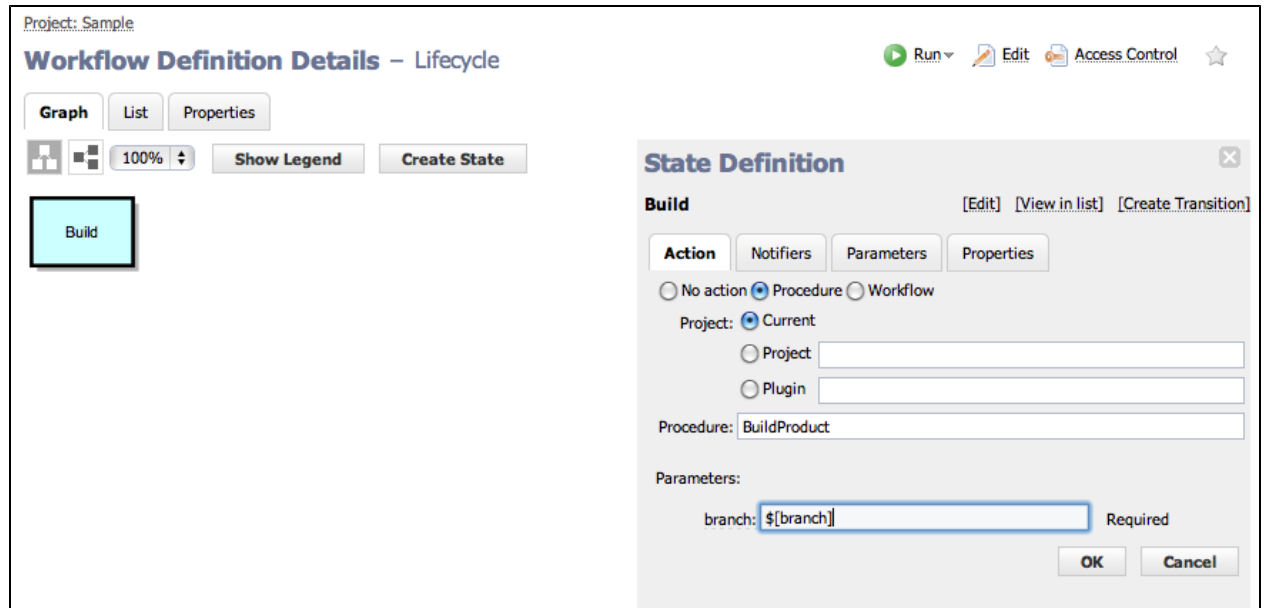 Project: Sample
Workflow Definition Details – Lifecycle
Run Edit Access Control
Graph List Properties
100% Show Legend Create State
Build
State Definition
Build [Edit] [View in list] [Create Transition]
Action Notifiers Parameters Properties
No action Procedure Workflow
Project: Current
Project
Plugin
Procedure: BuildProduct
Parameters:
branch: $[branch] Required
OK Cancel